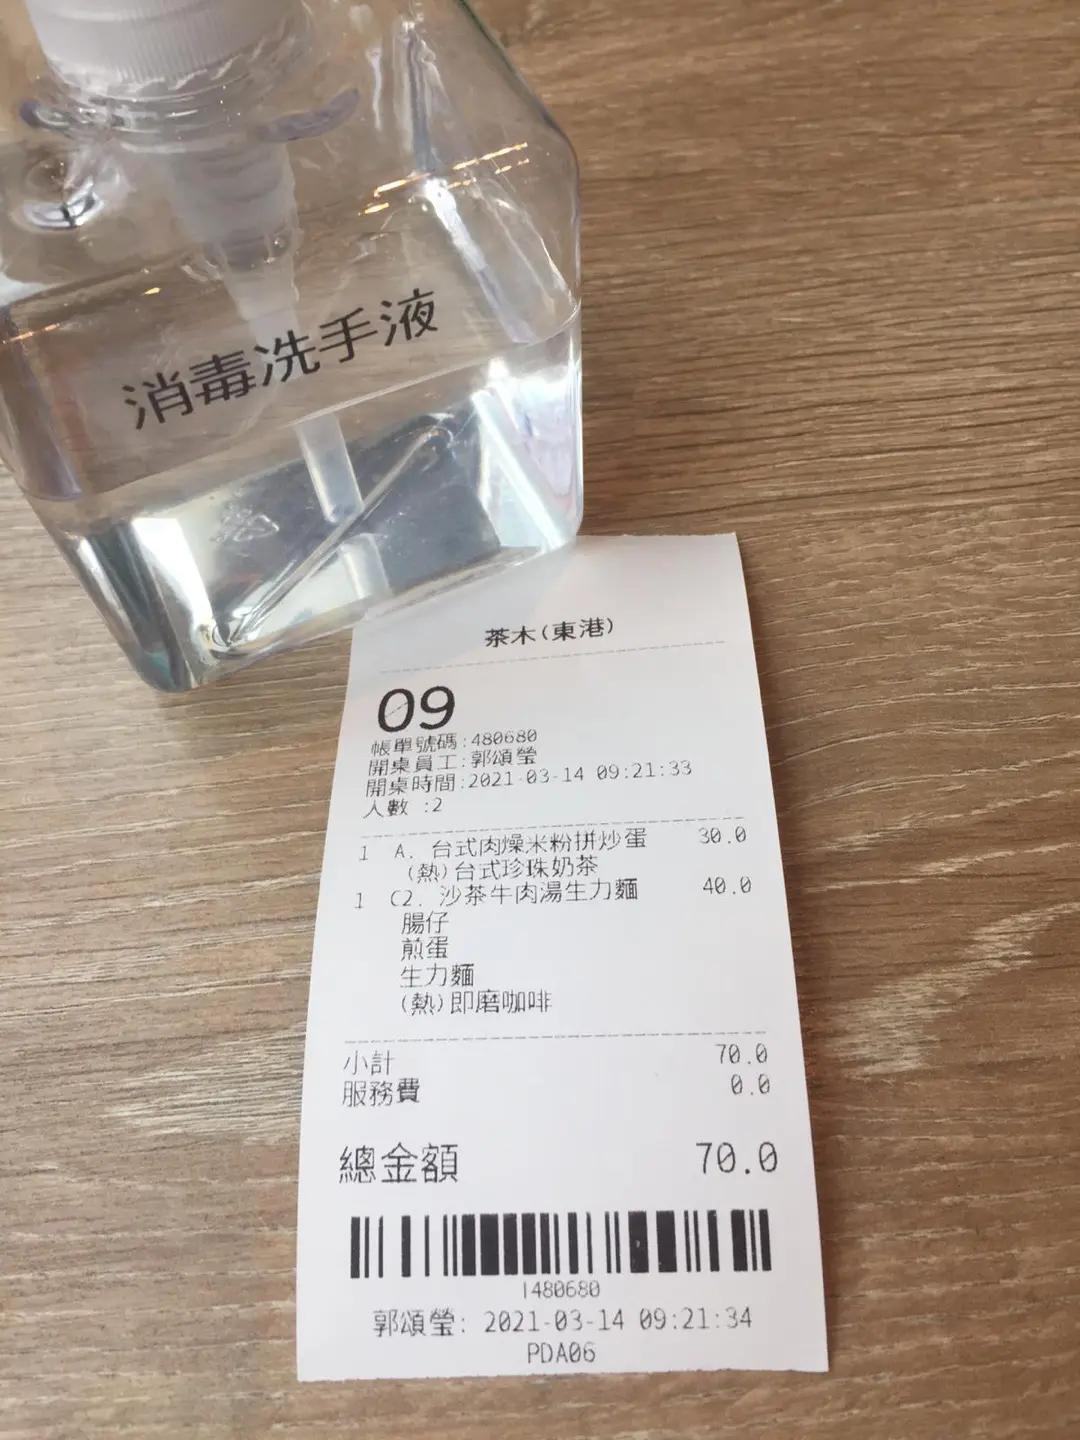 消毒洗手液
茶木(東港)
09
帳單號碼:480680
開桌員工:郭頌瑩
開桌時間:2021-03-14 09:21:33
人數 :2
1 A. 台式肉燥米粉拼炒蛋 30.0
(熱)台式珍珠奶茶
1 C2. 沙茶牛肉湯生力麵 40.0
腸仔
煎蛋
生力麵
(熱)即磨咖啡
小計 70.0
服務費 0.0
總金額 70.0
1480680
郭頌瑩: 2021-03-14 09:21:34
PDA06